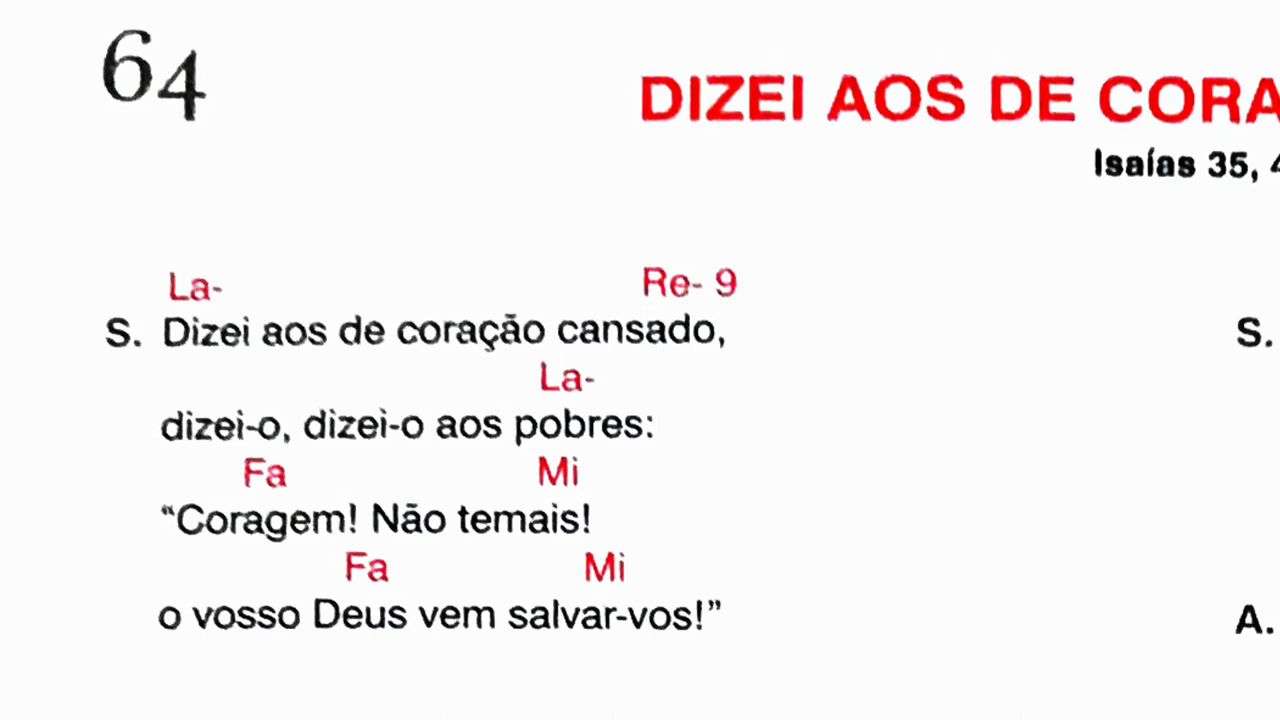 64
DIZEI AOS DE CORA
Isaías 35, 4
La- Re- 9
S. Dizei aos de coração cansado,
La-
dizei-o, dizei-o aos pobres:
Fa Mi
“Coragem! Não temais!
Fa Mi
o vosso Deus vem salvar-vos!”
S.
A.